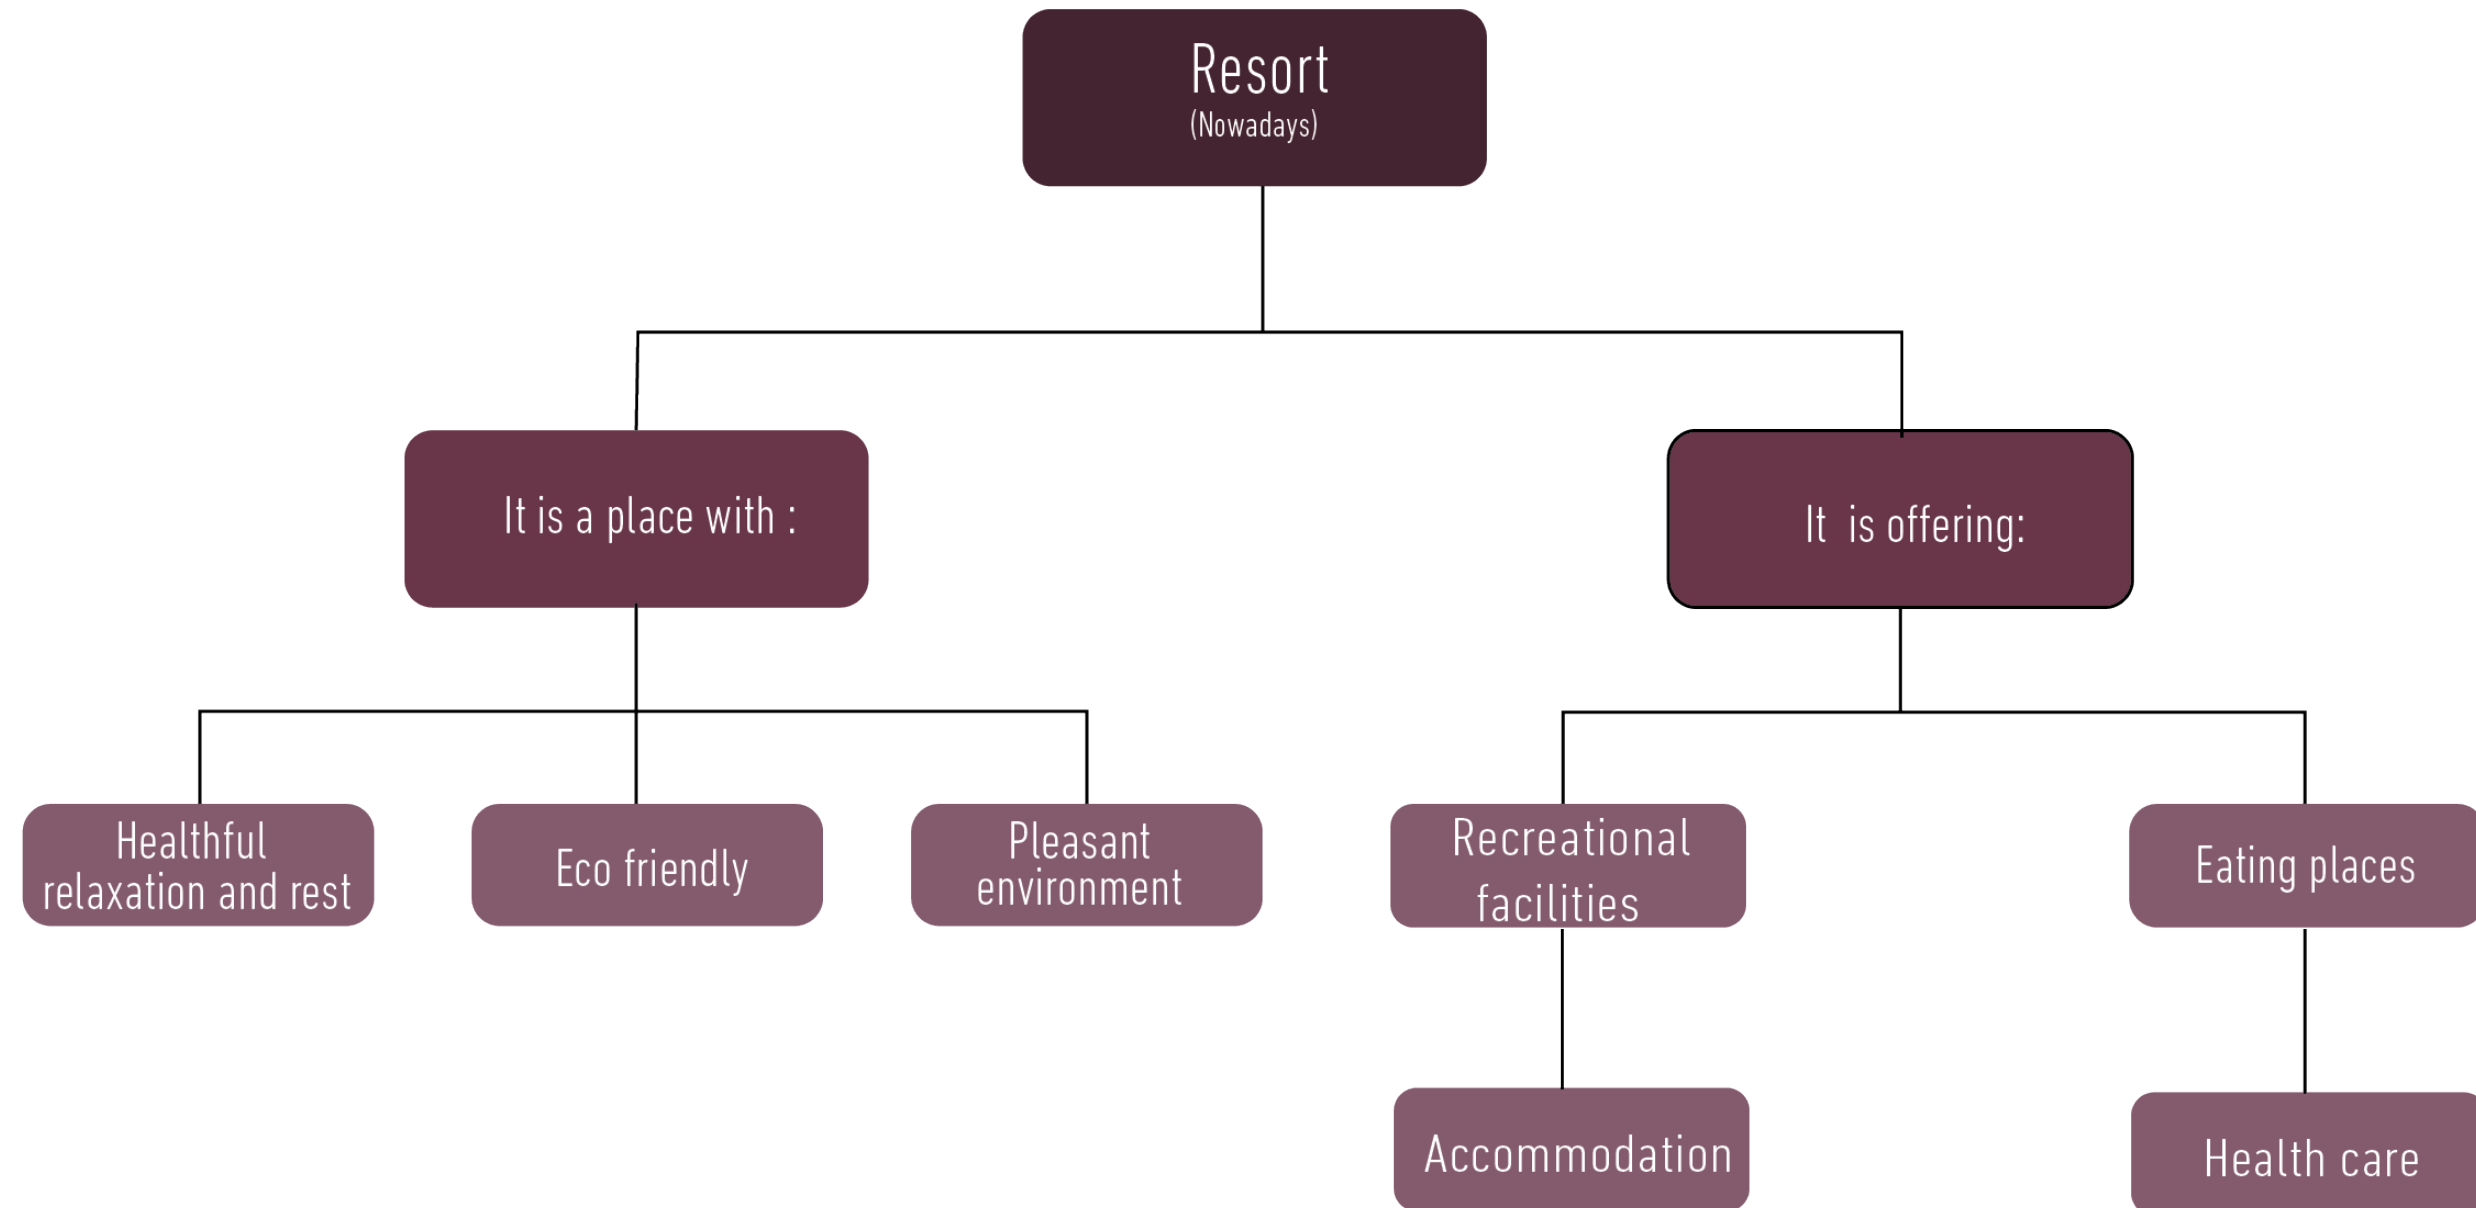 Resort
(Nowadays)
It is a place with :
It is offering:
Healthful
relaxation and rest
Eco friendly
Pleasant
environment
Recreational
facilities
Eating places
Accommodation
Health care